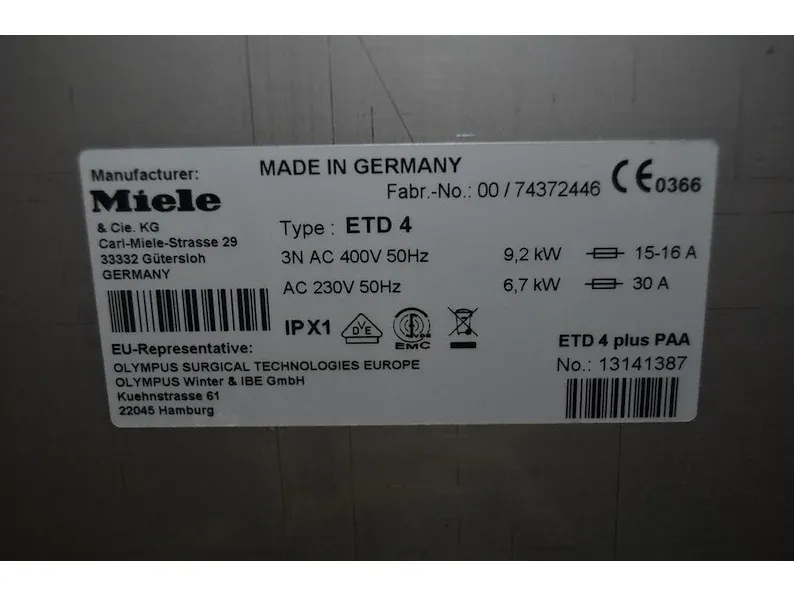 MADE IN GERMANY
Manufacturer:
Miele
& Cie. KG
Carl-Miele-Strasse 29
33332 Gütersloh
GERMANY
Fabr.-No.: 00 / 74372446
CE 0366
Type : ETD 4
3N AC 400V 50Hz 9,2 kW 15-16 A
AC 230V 50Hz 6,7 kW 30 A
IPX1
DVE
EMC
EU-Representative:
OLYMPUS SURGICAL TECHNOLOGIES EUROPE
OLYMPUS Winter & IBE GmbH
Kuehnstrasse 61
22045 Hamburg
ETD 4 plus PAA
No.: 13141387